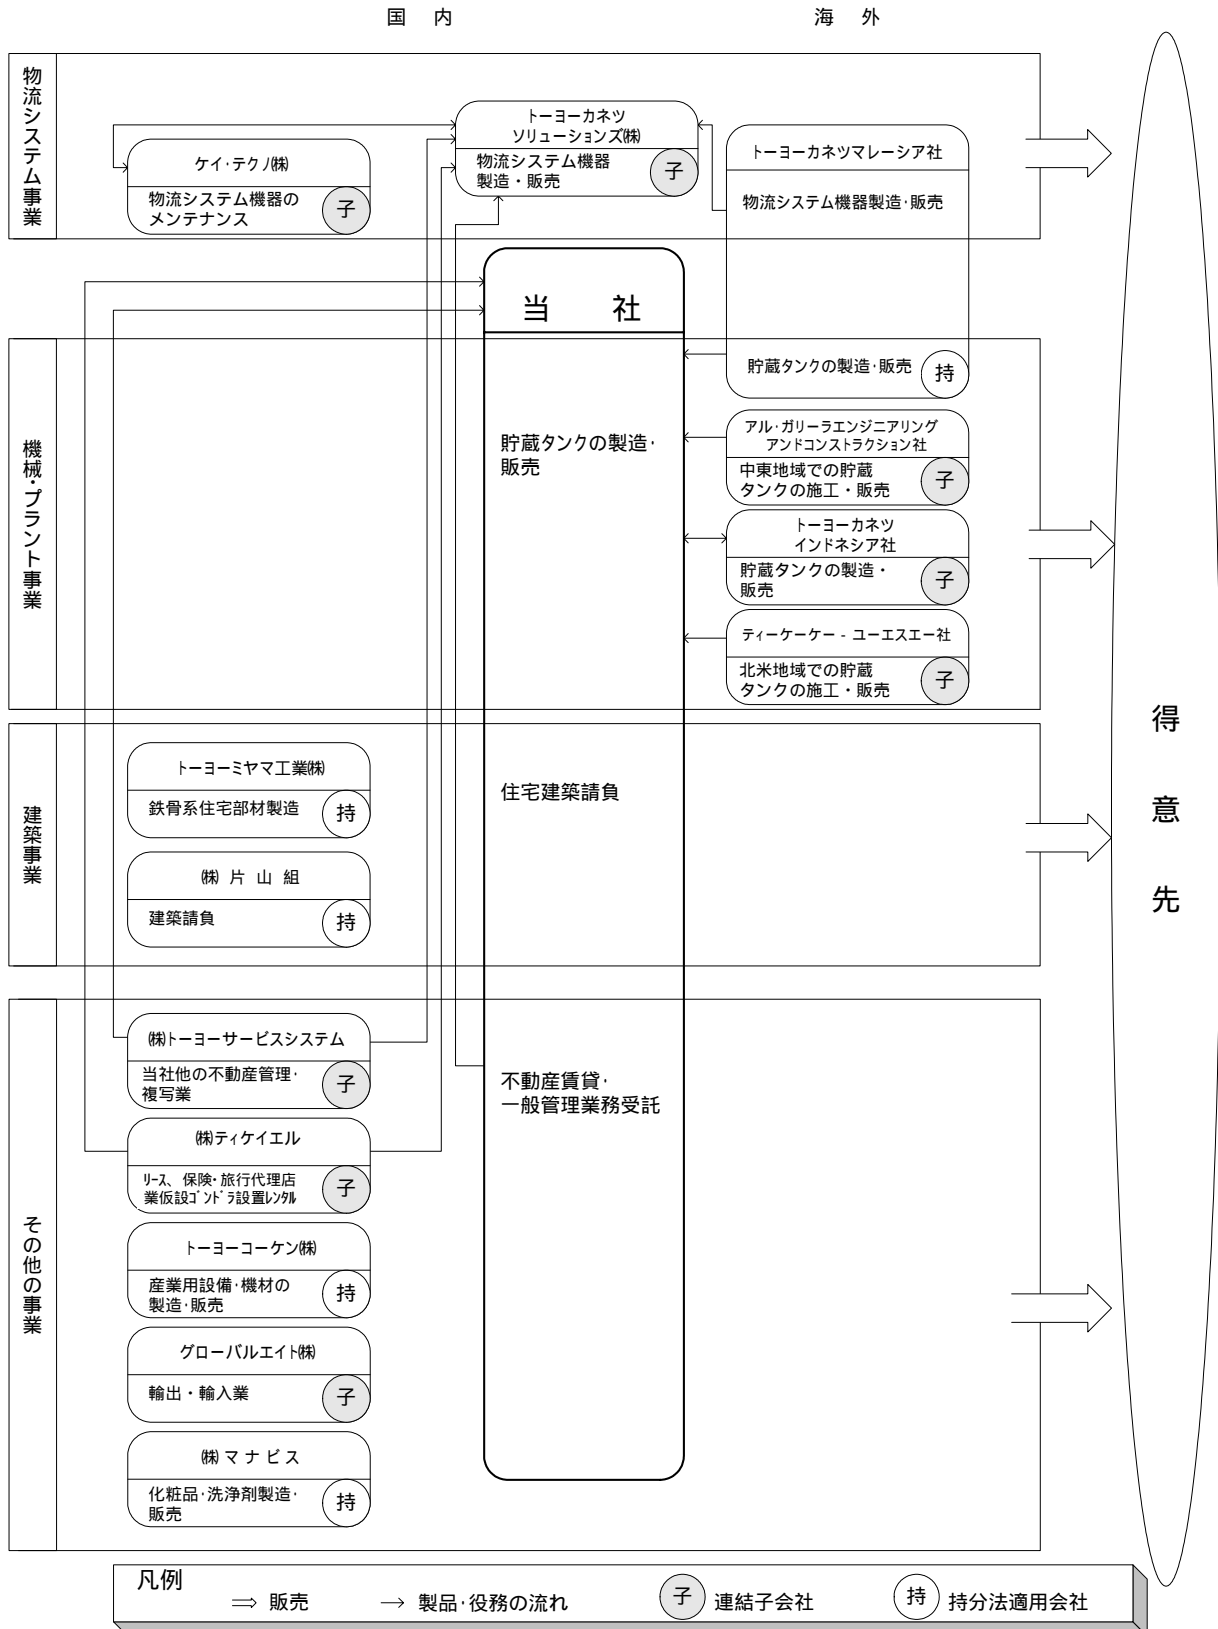 国 内
海 外
物流システム事業
トーヨーカネツ
ソリューションズ㈱
物流システム機器
製造・販売
子
ケイ・テクノ㈱
物流システム機器の
メンテナンス
子
トーヨーカネツマレーシア社
物流システム機器製造・販売
貯蔵タンクの製造・販売
持
当 社
機械・プラント事業
貯蔵タンクの製造・
販売
アル・ガリーラエンジニアリング
アンドコンストラクション社
中東地域での貯蔵
タンクの施工・販売
子
トーヨーカネツ
インドネシア社
貯蔵タンクの製造・
販売
子
ティーケーケー - ユーエスエー社
北米地域での貯蔵
タンクの施工・販売
子
建築事業
トーヨーミヤマ工業㈱
鉄骨系住宅部材製造
持
㈱ 片 山 組
建築請負
持
住宅建築請負
その他の事業
㈱トーヨーサービスシステム
当社他の不動産管理・
複写業
子
不動産賃貸・
一般管理業務受託
㈱ティケイエル
リース、保険・旅行代理店
業仮設ゴンドラ設置レンタル
子
トーヨーコーケン㈱
産業用設備・機材の
製造・販売
持
グローバルエイト㈱
輸出・輸入業
子
㈱ マ ナ ビ ス
化粧品・洗浄剤製造・
販売
持
得意先
凡例
⇒ 販売 → 製品・役務の流れ 子 連結子会社 持 持分法適用会社